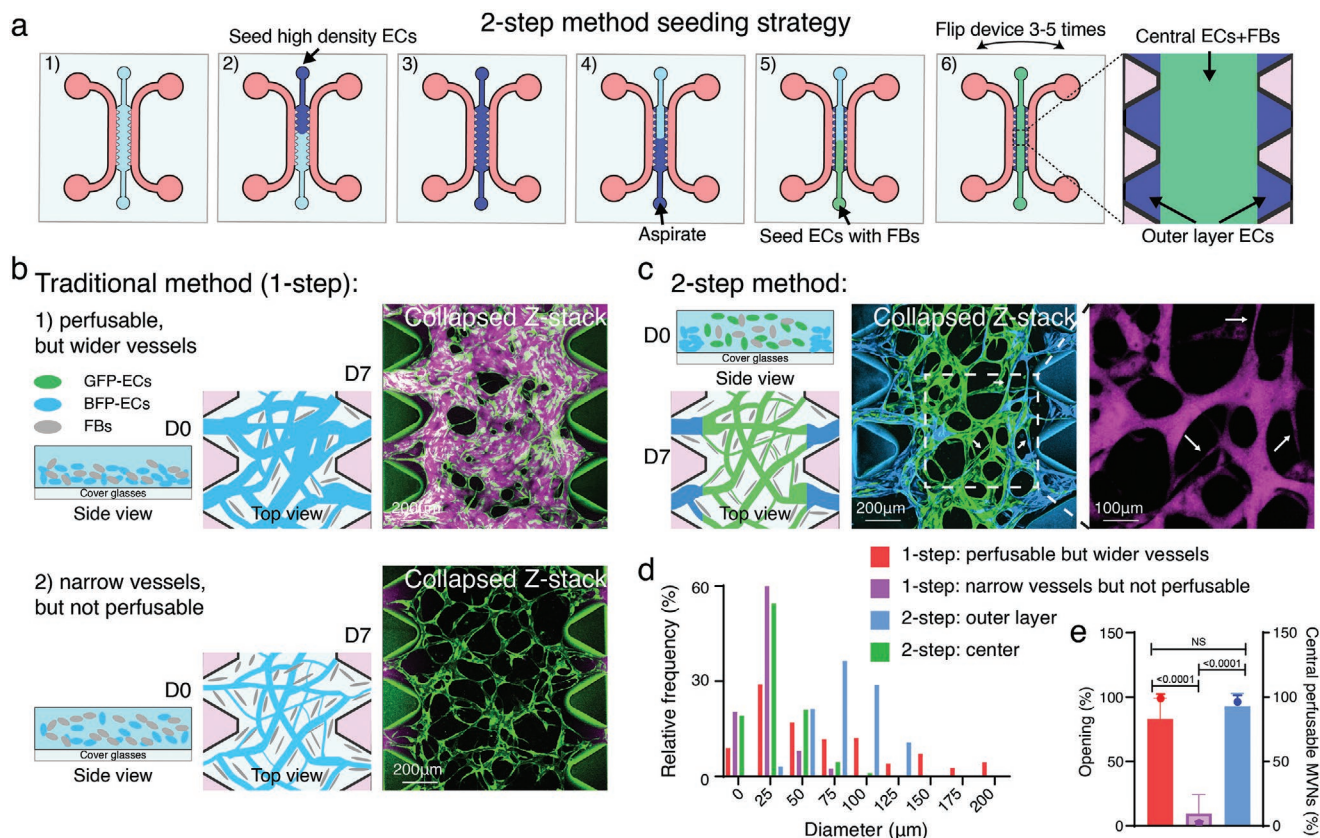 a
2-step method seeding strategy
Seed high density ECs
Flip device 3-5 times
Central ECs+FBs
1)
2)
3)
4)
5)
6)
Aspirate
Seed ECs with FBs
Outer layer ECs
b
Traditional method (1-step):
1) perfusable,
but wider vessels
GFP-ECs
BFP-ECs
FBs
D0
Cover glasses
Side view
D7
Top view
Collapsed Z-stack
200µm
2) narrow vessels,
but not perfusable
D0
Cover glasses
Side view
D7
Top view
Collapsed Z-stack
200µm
c
2-step method:
D0
Cover glasses
Side view
D7
Top view
Collapsed Z-stack
200µm
100µm
d
1-step: perfusable but wider vessels
1-step: narrow vessels but not perfusable
2-step: outer layer
2-step: center
Relative frequency (%)
60
30
0
0
25
50
75
100
125
150
175
200
Diameter (µm)
e
Opening (%)
150
100
50
0
NS
<0.0001
<0.0001
150
100
50
0
Central perfusable MVNs (%)